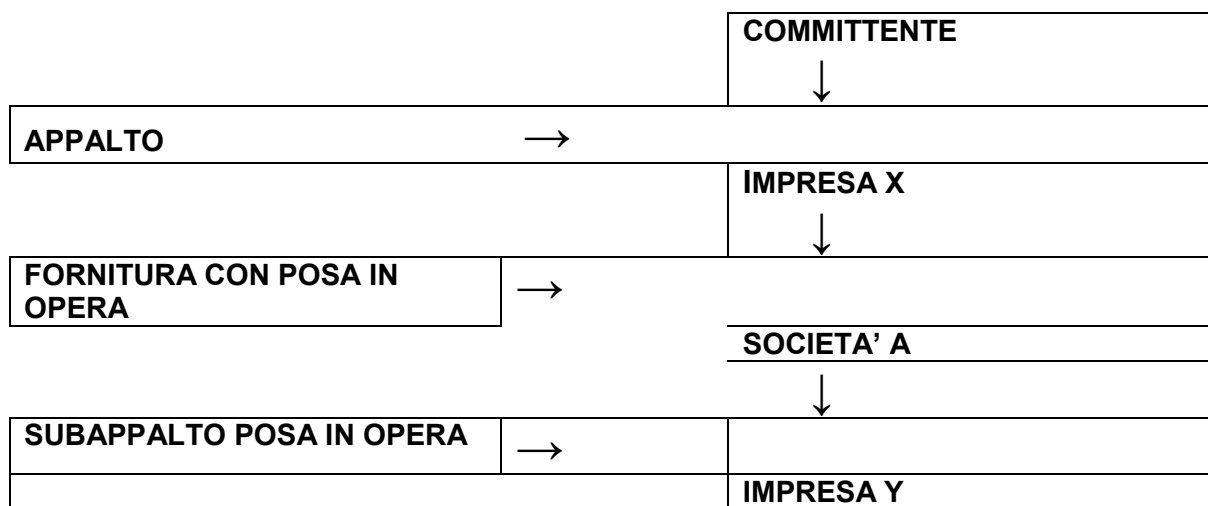 COMMITTENTE
↓
APPALTO →
IMPRESA X
↓
FORNITURA CON POSA IN
OPERA →
SOCIETA’ A
↓
SUBAPPALTO POSA IN OPERA →
IMPRESA Y